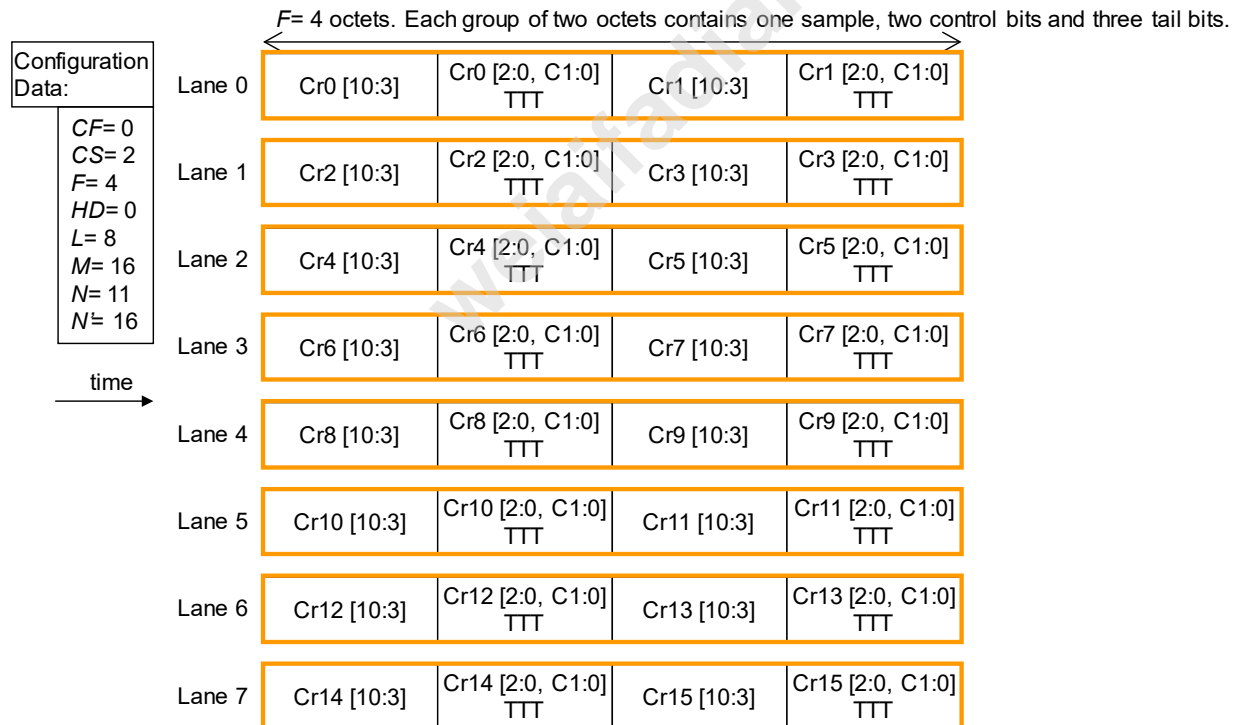 F= 4 octets. Each group of two octets contains one sample, two control bits and three tail bits.
Configuration
Data:
CF= 0
CS= 2
F= 4
HD= 0
L= 8
M= 16
N= 11
N'= 16
time
Lane 0 Cr0 [10:3] Cr0 [2:0, C1:0] Cr1 [10:3] Cr1 [2:0, C1:0]
TTT TTT
Lane 1 Cr2 [10:3] Cr2 [2:0, C1:0] Cr3 [10:3] Cr3 [2:0, C1:0]
TTT TTT
Lane 2 Cr4 [10:3] Cr4 [2:0, C1:0] Cr5 [10:3] Cr5 [2:0, C1:0]
TTT TTT
Lane 3 Cr6 [10:3] Cr6 [2:0, C1:0] Cr7 [10:3] Cr7 [2:0, C1:0]
TTT TTT
Lane 4 Cr8 [10:3] Cr8 [2:0, C1:0] Cr9 [10:3] Cr9 [2:0, C1:0]
TTT TTT
Lane 5 Cr10 [10:3] Cr10 [2:0, C1:0] Cr11 [10:3] Cr11 [2:0, C1:0]
TTT TTT
Lane 6 Cr12 [10:3] Cr12 [2:0, C1:0] Cr13 [10:3] Cr13 [2:0, C1:0]
TTT TTT
Lane 7 Cr14 [10:3] Cr14 [2:0, C1:0] Cr15 [10:3] Cr15 [2:0, C1:0]
TTT TTT